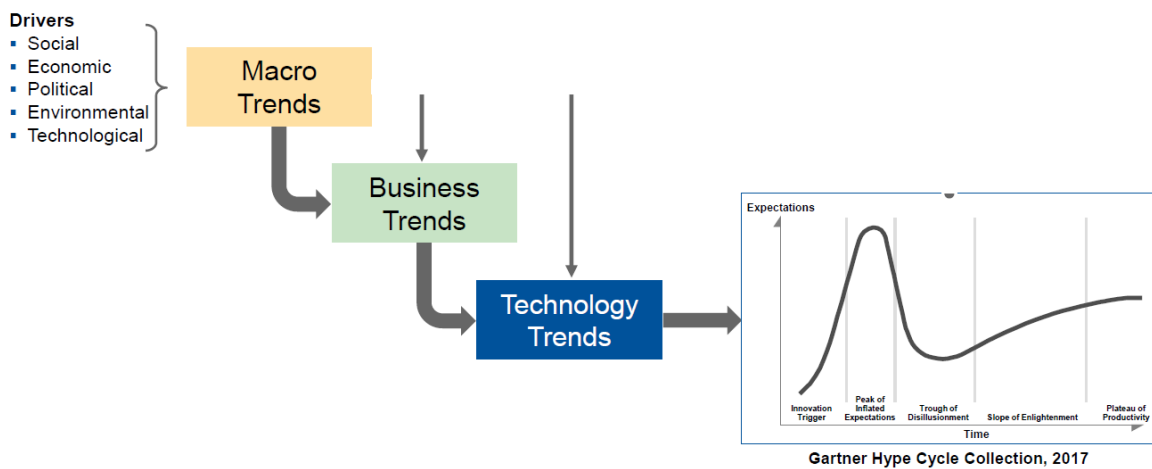 Drivers
Social
Economic
Political
Environmental
Technological
Macro
Trends
Business
Trends
Technology
Trends
Expectations
Innovation
Trigger
Peak of
Inflated
Expectations
Trough of
Disillusionment
Slope of Enlightenment
Plateau of
Productivity
Time
Gartner Hype Cycle Collection, 2017